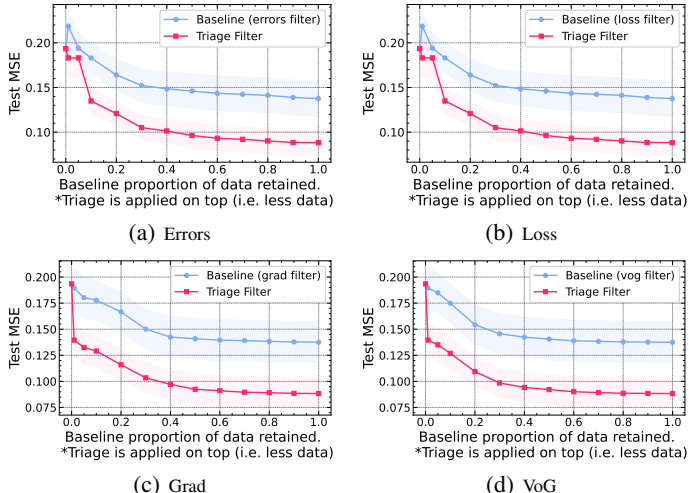 Baseline (errors filter)
Triage Filter
Test MSE
0.20
0.15
0.10
0.0 0.2 0.4 0.6 0.8 1.0
Baseline proportion of data retained.
*Triage is applied on top (i.e. less data)
(a) Errors
Baseline (loss filter)
Triage Filter
Test MSE
0.20
0.15
0.10
0.0 0.2 0.4 0.6 0.8 1.0
Baseline proportion of data retained.
*Triage is applied on top (i.e. less data)
(b) Loss
Baseline (grad filter)
Triage Filter
Test MSE
0.200
0.175
0.150
0.125
0.100
0.075
0.0 0.2 0.4 0.6 0.8 1.0
Baseline proportion of data retained.
*Triage is applied on top (i.e. less data)
(c) Grad
Baseline (vog filter)
Triage Filter
Test MSE
0.200
0.175
0.150
0.125
0.100
0.075
0.0 0.2 0.4 0.6 0.8 1.0
Baseline proportion of data retained.
*Triage is applied on top (i.e. less data)
(d) VoG